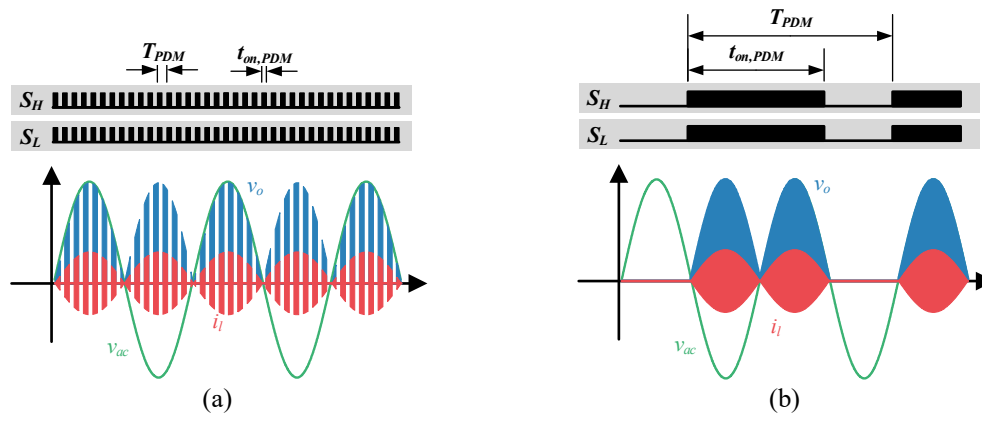 T_PDM
t_on,PDM
S_H
S_L
v_o
i_l
v_ac
(a)
T_PDM
t_on,PDM
S_H
S_L
v_o
i_l
v_ac
(b)